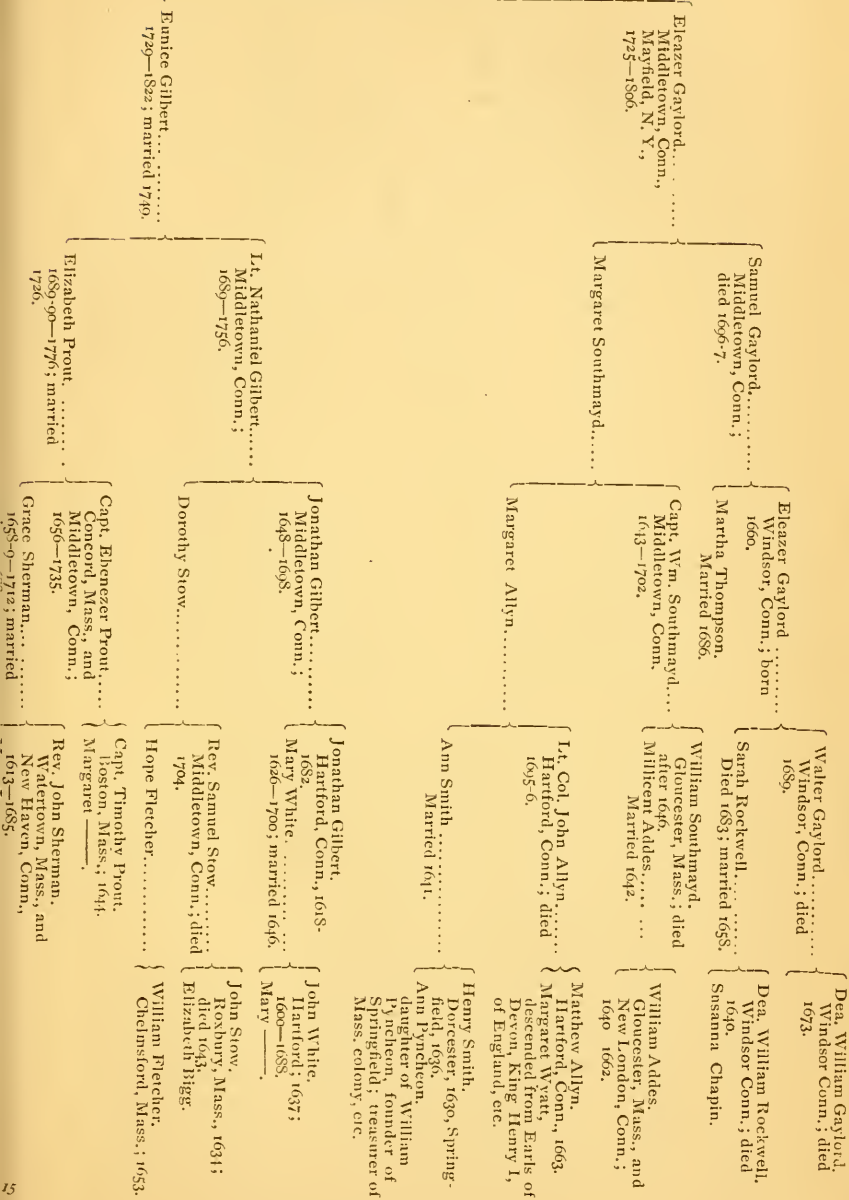 Eleazer Gaylord... . .....
Middletown, Conn.,
Mayfield, N. Y.,
1725—1806.
Eunice Gilbert... .........
1729—1822; married 1749.
Samuel Gaylord..........
Middletown, Conn.;
died 1696-7.
Margaret Southmayd......
Lt. Nathaniel Gilbert......
Middletown, Conn.;
1689—1756.
Elizabeth Prout. ....... .
1689-90—1776; married
1726.
Eleazer Gaylord ........
Windsor, Conn.; born
1660.
Martha Thompson.
Married 1686.
Capt. Wm. Southmayd....
Middletown, Conn.
1643—1702.
Margaret Allyn..........
Jonathan Gilbert..........
Middletown, Conn.;
1648—1698.
Dorothy Stow............
Capt. Ebenezer Prout.....
Concord, Mass., and
Middletown, Conn.;
1656—1735.
Grace Sherman... .......
1658-9—1712; married
Walter Gaylord..........
Windsor, Conn.; died
1689.
Sarah Rockwell. .......
Died 1683; married 1658.
William Southmayd.
Gloucester, Mass.; died
after 1646.
Millicent Addes..... ...
Married 1642.
Lt. Col. John Allyn.......
Hartford, Conn.; died
1695-6.
Ann Smith ..............
Married 1641.
Jonathan Gilbert.
Hartford, Conn., 1618-
1682.
Mary White. ......... ...
1626—1700; married 1646.
Rev. Samuel Stow........
Middletown, Conn.; died
1704.
Hope Fletcher............
Capt. Timothy Prout.
Boston, Mass.; 1644.
Margaret ———.
Rev. John Sherman.
Watertown, Mass., and
New Haven, Conn.,
1613—1685.
Dea. William Gaylord.
Windsor Conn.; died
1673.
Dea. William Rockwell.
Windsor Conn.; died
1640.
Susanna Chapin.
William Addes.
Gloucester, Mass., and
New London, Conn.;
1640 1662.
Matthew Allyn.
Hartford, Conn., 1663.
Margaret Wyatt,
descended from Earls of
Devon, King Henry I,
of England, etc.
Henry Smith.
Dorcester, 1630, Spring-
field, 1636.
Ann Pyncheon.
daughter of William
Pyncheon, founder of
Springfield; treasurer of
Mass. colony, etc.
John White,
Hartford; 1637;
1600—1688.
Mary ———.
John Stow.
Roxbury, Mass., 1634;
died 1643.
Elizabeth Bigg.
William Fletcher.
Chelmsford, Mass.; 1653.
15